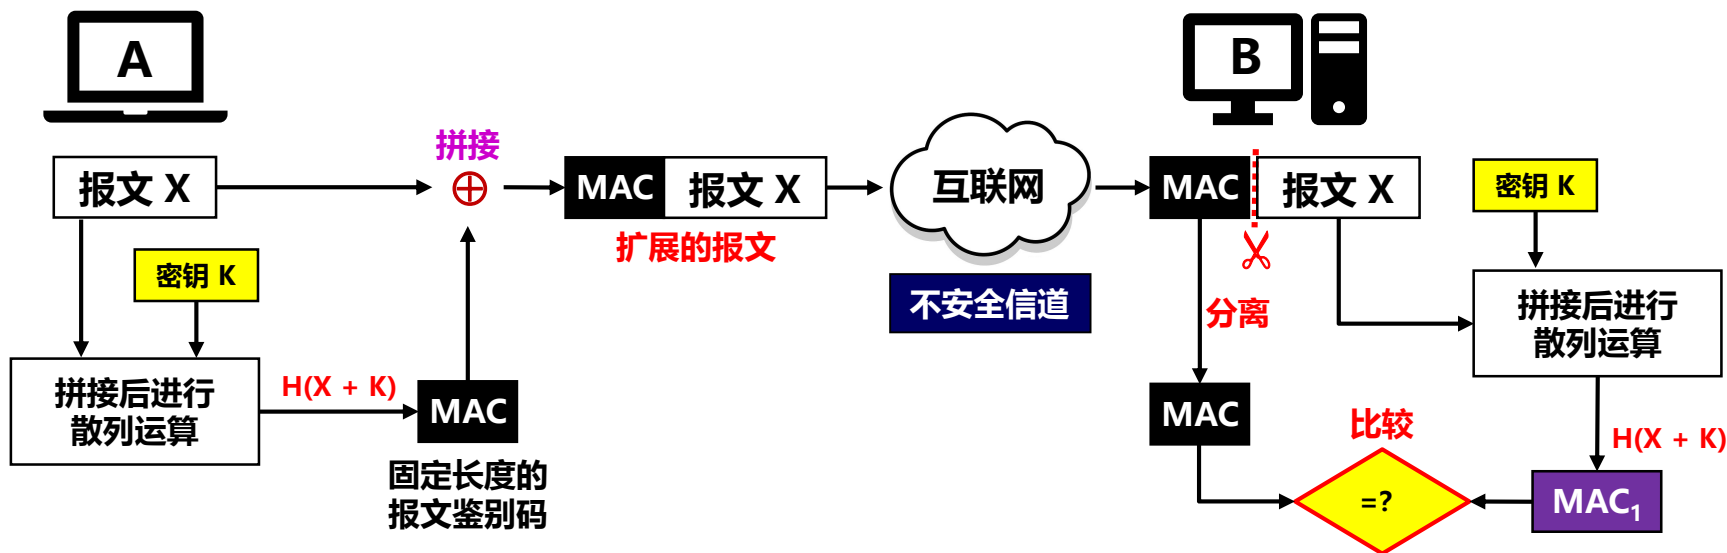 A
B
拼接
报文 X
MAC
报文 X
互联网
MAC
报文 X
密钥 K
扩展的报文
密钥 K
不安全信道
分离
拼接后进行
散列运算
拼接后进行
散列运算
H(X + K)
MAC
MAC
比较
H(X + K)
固定长度的
报文鉴别码
=?
MAC1